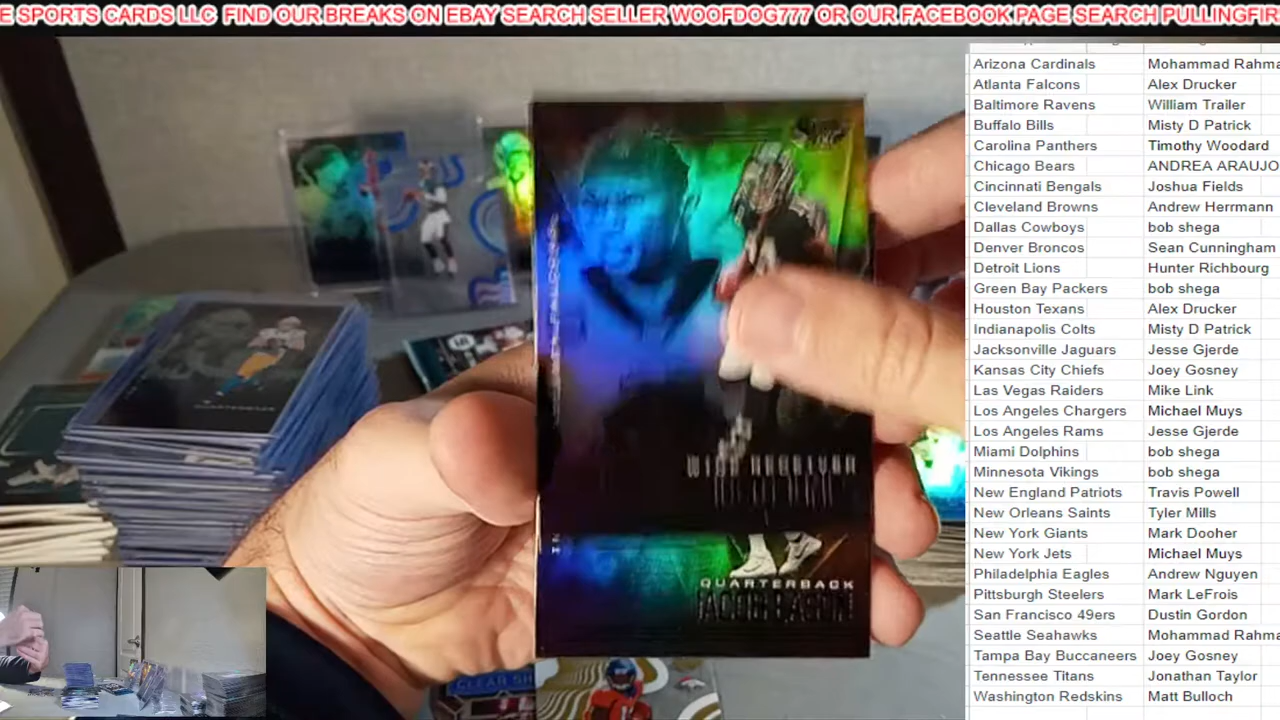 E SPORTS CARDS LLC FIND OUR BREAKS ON EBAY SEARCH SELLER WOOFDOG777 OR OUR FACEBOOK PAGE SEARCH PULLINGFIR
Arizona Cardinals Mohammad Rahma
Atlanta Falcons Alex Drucker
Baltimore Ravens William Trailer
Buffalo Bills Misty D Patrick
Carolina Panthers Timothy Woodard
Chicago Bears ANDREA ARAUJO
Cincinnati Bengals Joshua Fields
Cleveland Browns Andrew Herrmann
Dallas Cowboys bob shega
Denver Broncos Sean Cunningham
Detroit Lions Hunter Richbourg
Green Bay Packers bob shega
Houston Texans Alex Drucker
Indianapolis Colts Misty D Patrick
Jacksonville Jaguars Jesse Gjerde
Kansas City Chiefs Joey Gosney
Las Vegas Raiders Mike Link
Los Angeles Chargers Michael Muys
Los Angeles Rams Jesse Gjerde
Miami Dolphins bob shega
Minnesota Vikings bob shega
New England Patriots Travis Powell
New Orleans Saints Tyler Mills
New York Giants Mark Dooher
New York Jets Michael Muys
Philadelphia Eagles Andrew Nguyen
Pittsburgh Steelers Mark LeFrois
San Francisco 49ers Dustin Gordon
Seattle Seahawks Mohammad Rahma
Tampa Bay Buccaneers Joey Gosney
Tennessee Titans Jonathan Taylor
Washington Redskins Matt Bulloch
WIDE RECEIVER
QUARTERBACK
JACOB EASON
QUARTERBACK
CLEAR SH